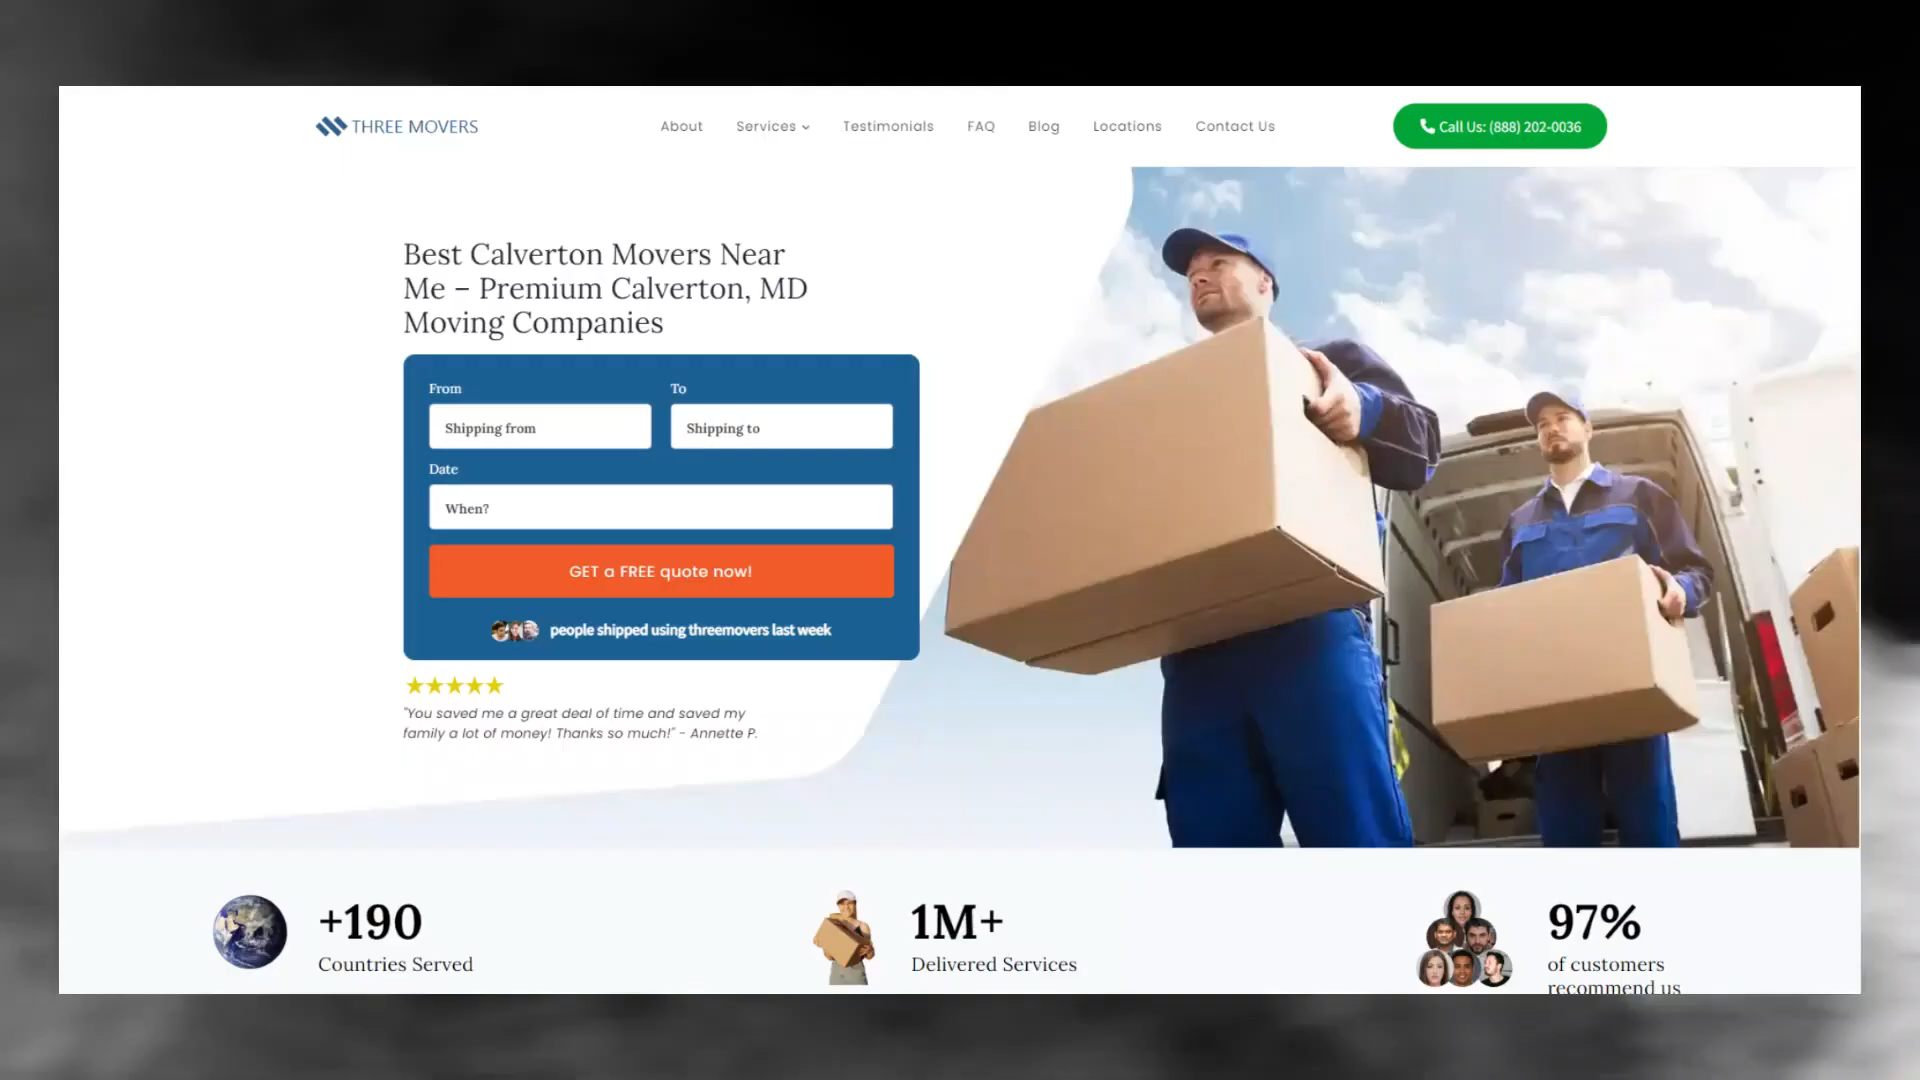 THREE MOVERS
About
Services
Testimonials
FAQ
Blog
Locations
Contact Us
Call Us: (888) 202-0036
Best Calverton Movers Near
Me – Premium Calverton, MD
Moving Companies
From
To
Shipping from
Shipping to
Date
When?
GET a FREE quote now!
people shipped using threemovers last week
"You saved me a great deal of time and saved my
family a lot of money! Thanks so much!" - Annette P.
+190
Countries Served
1M+
Delivered Services
97%
of customers
recommend us